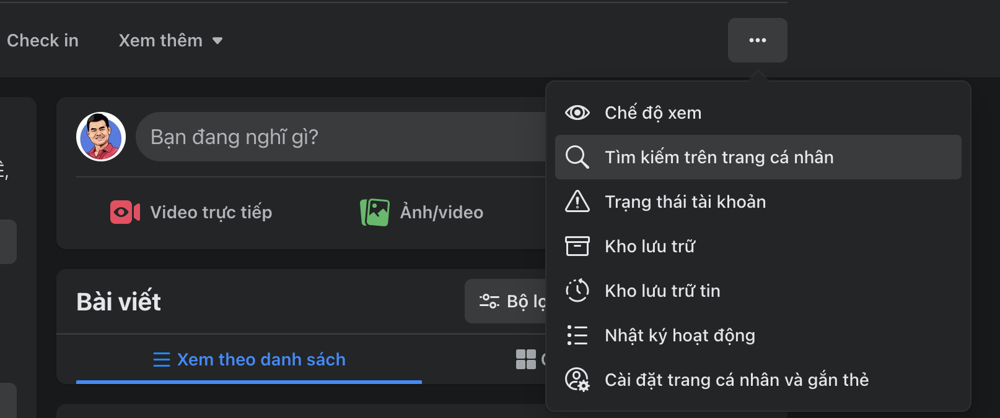 Check in
Xem thêm
Chế độ xem
Tìm kiếm trên trang cá nhân
Trạng thái tài khoản
Kho lưu trữ
Kho lưu trữ tin
Nhật ký hoạt động
Cài đặt trang cá nhân và gắn thẻ
Bạn đang nghĩ gì?
Video trực tiếp
Ảnh/video
Bài viết
Bộ
Xem theo danh sách